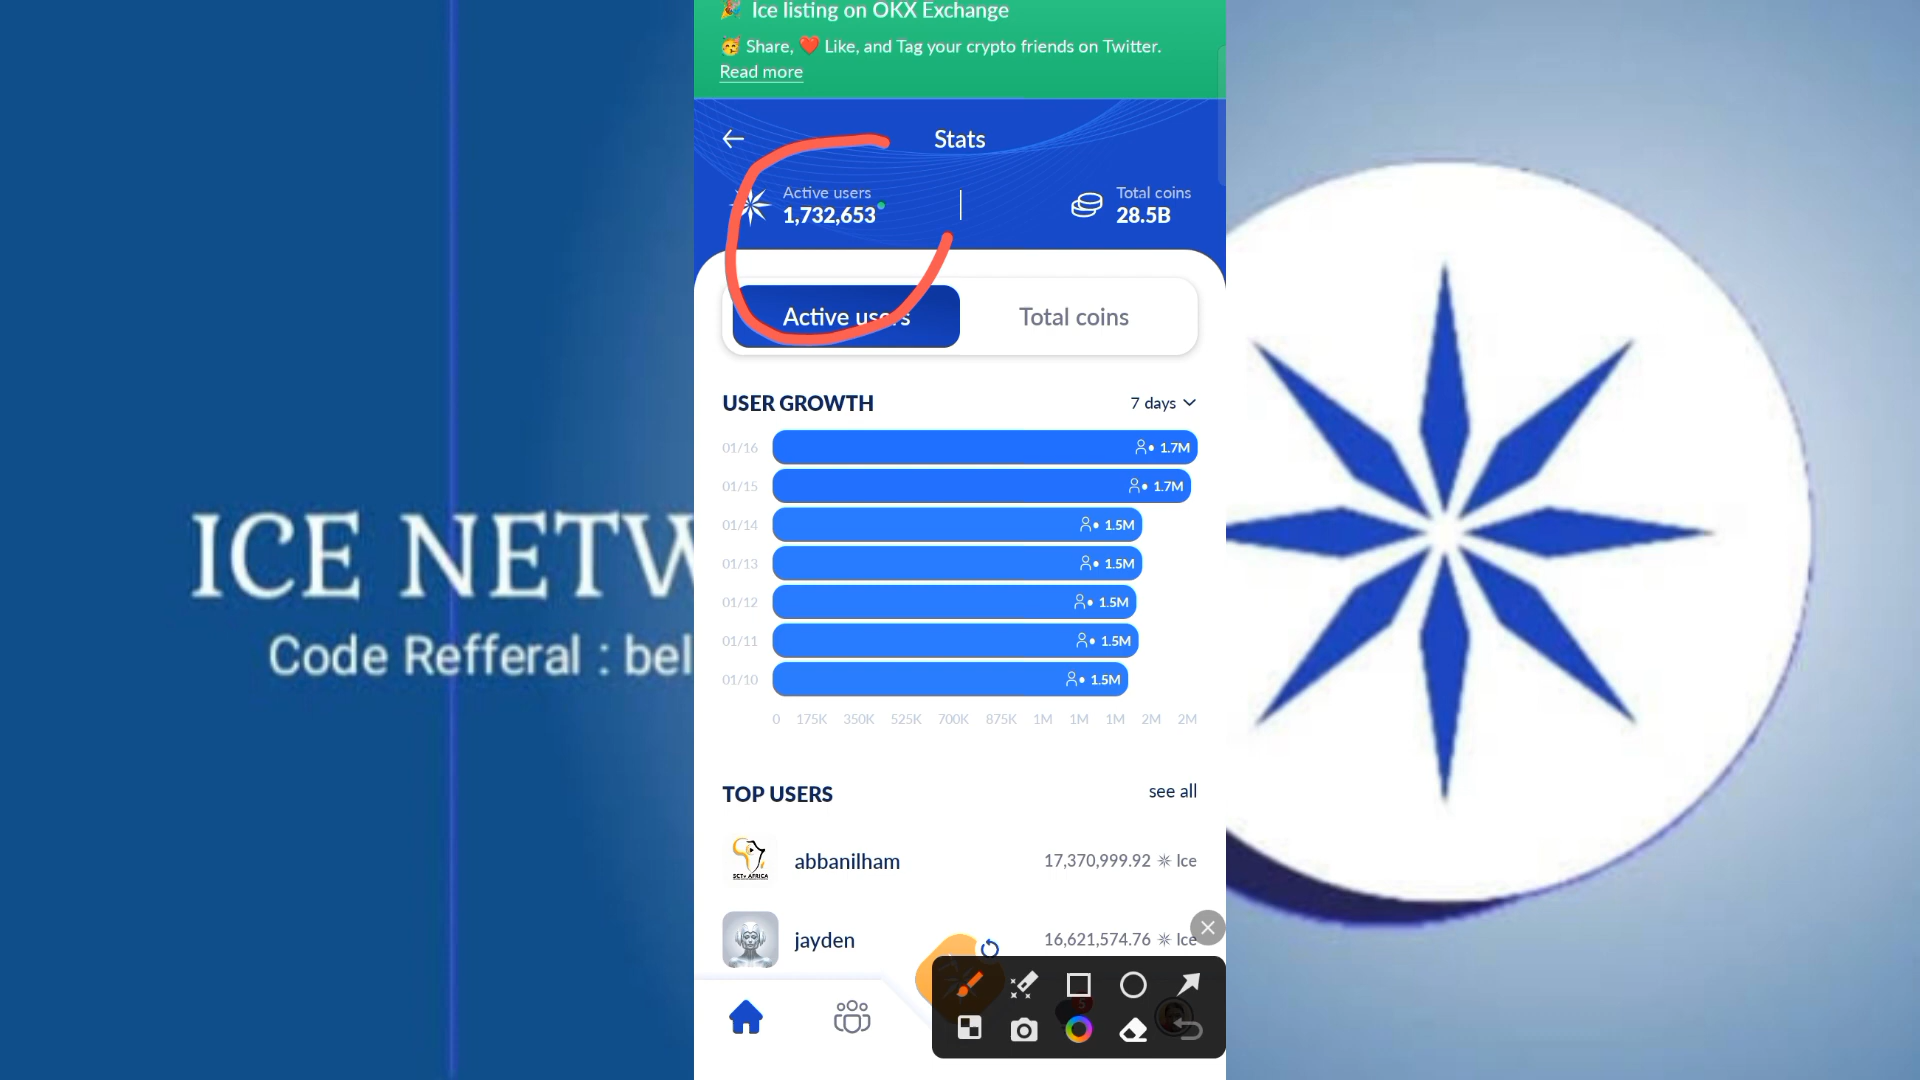 Ice listing on OKX Exchange
Share, Like, and Tag your crypto friends on Twitter.
Read more
Stats
Active users
1,732,653
Total coins
28.5B
Active users
Total coins
USER GROWTH
7 days
01/16 1.7M
01/15 1.7M
01/14 1.5M
01/13 1.5M
01/12 1.5M
01/11 1.5M
01/10 1.5M
0 175K 350K 525K 700K 875K 1M 1M 1M 2M 2M
TOP USERS
see all
SCTv AFRICA
abbanilham
17,370,999.92 Ice
jayden
16,621,574.76 Ice
5
ICE NETW
Code Refferal : bel